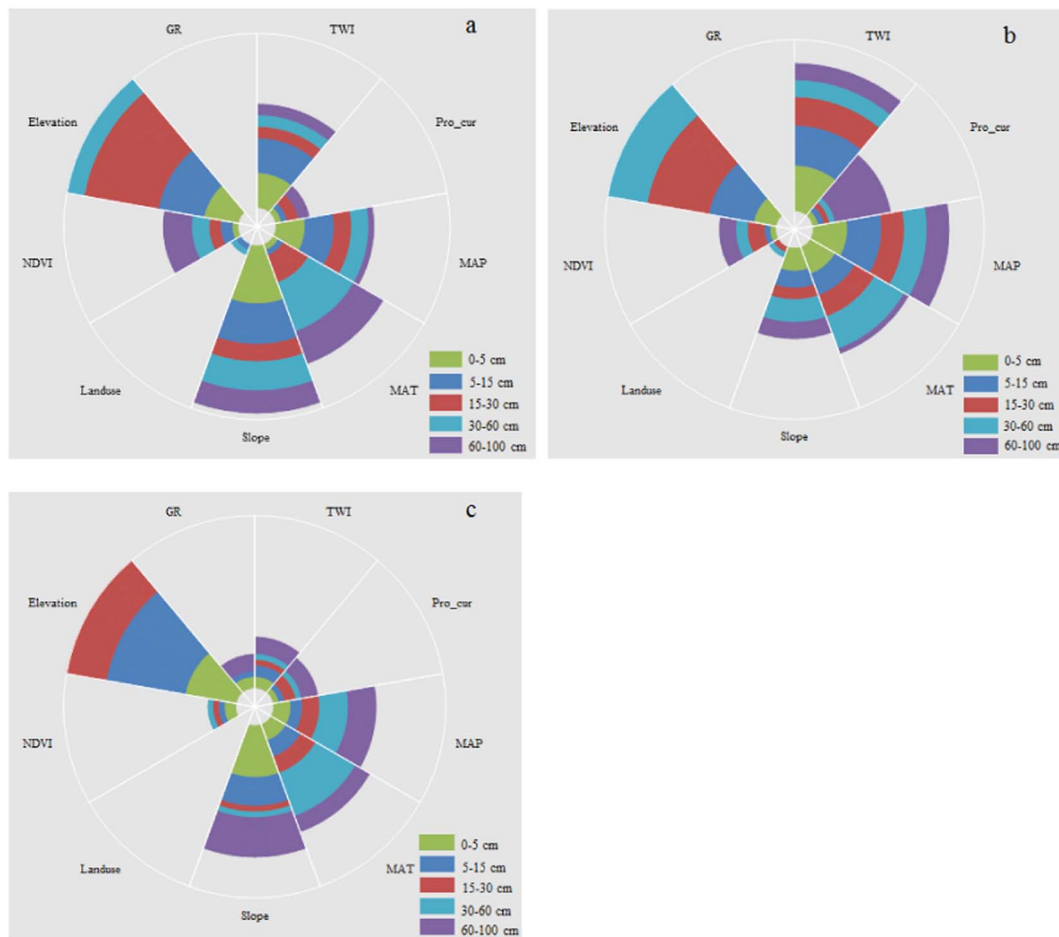 a
GR
TWI
Elevation
Pro_cur
NDVI
MAP
Landuse
MAT
Slope
0-5 cm
5-15 cm
15-30 cm
30-60 cm
60-100 cm
b
GR
TWI
Elevation
Pro_cur
NDVI
MAP
Landuse
MAT
Slope
0-5 cm
5-15 cm
15-30 cm
30-60 cm
60-100 cm
c
GR
TWI
Elevation
Pro_cur
NDVI
MAP
Landuse
MAT
Slope
0-5 cm
5-15 cm
15-30 cm
30-60 cm
60-100 cm